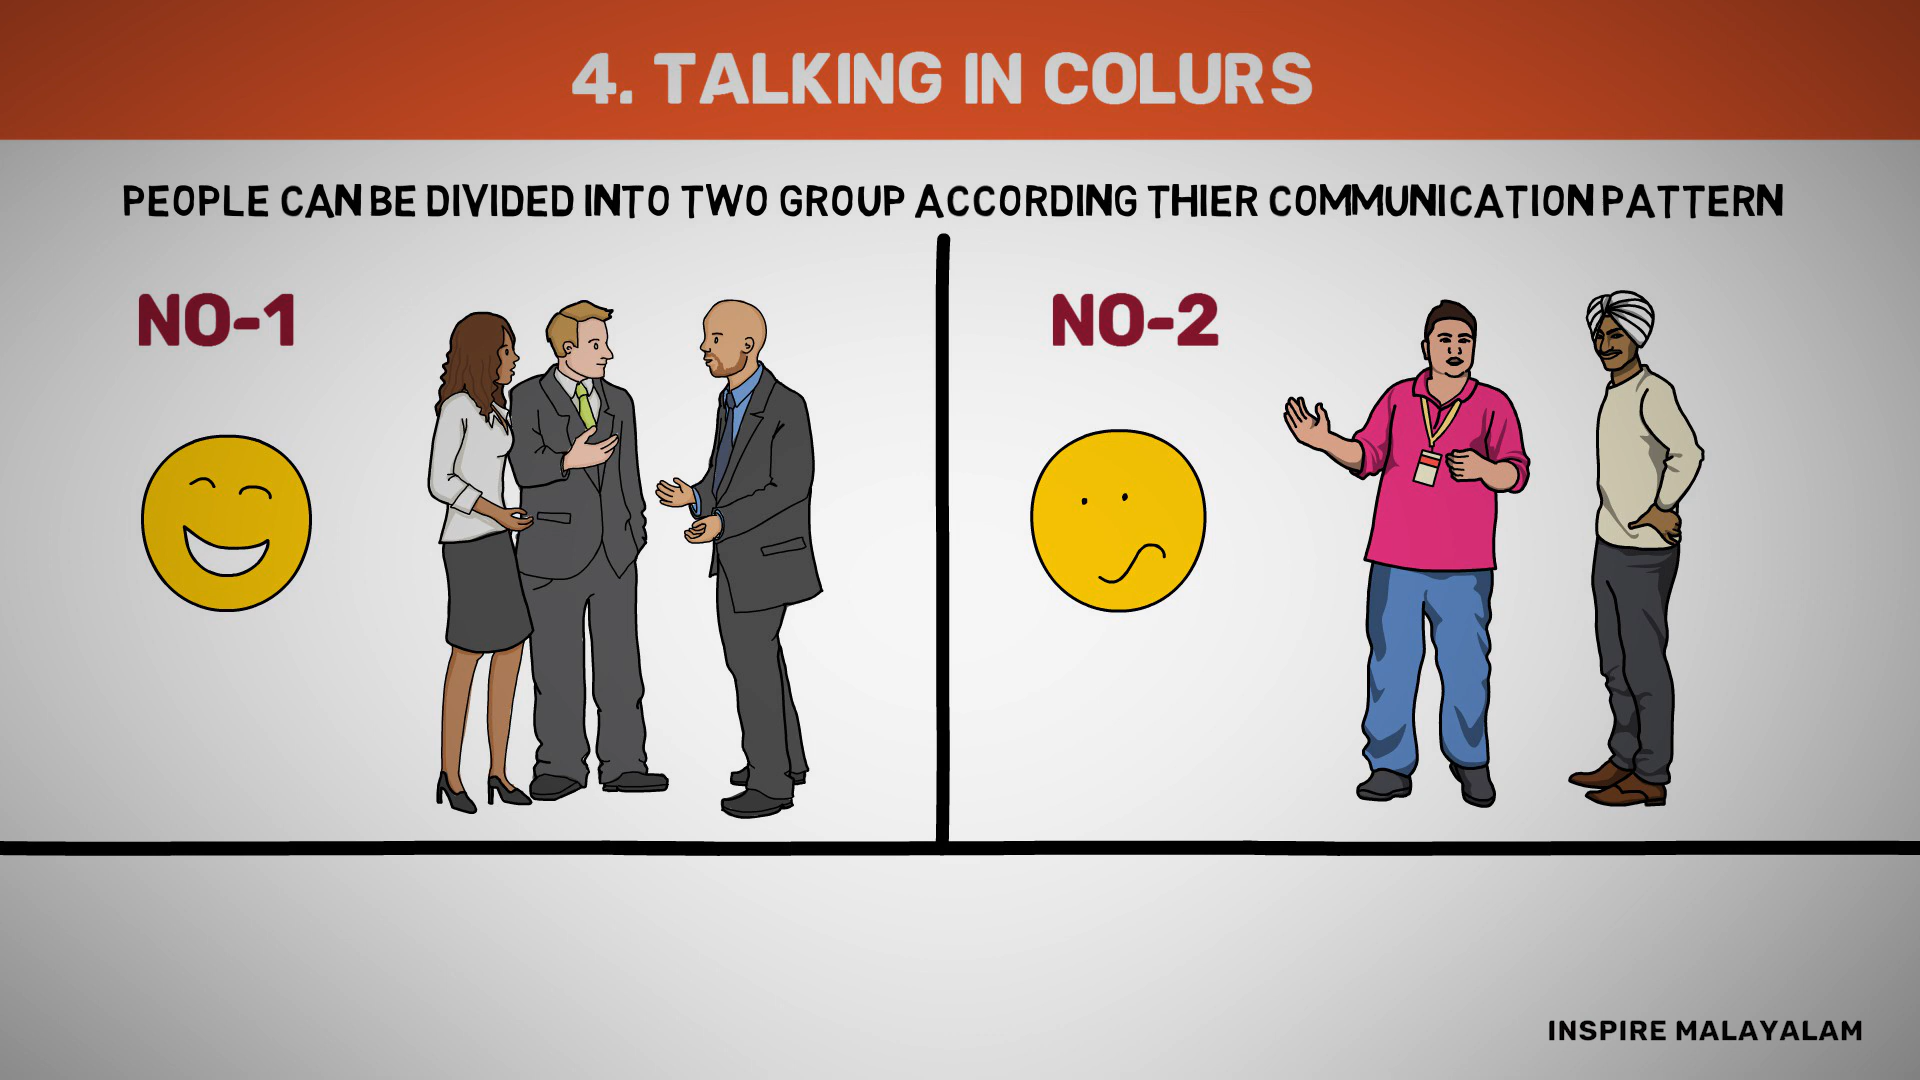 4. TALKING IN COLURS
PEOPLE CAN BE DIVIDED INTO TWO GROUP ACCORDING THIER COMMUNICATION PATTERN
NO-1
NO-2
INSPIRE MALAYALAM